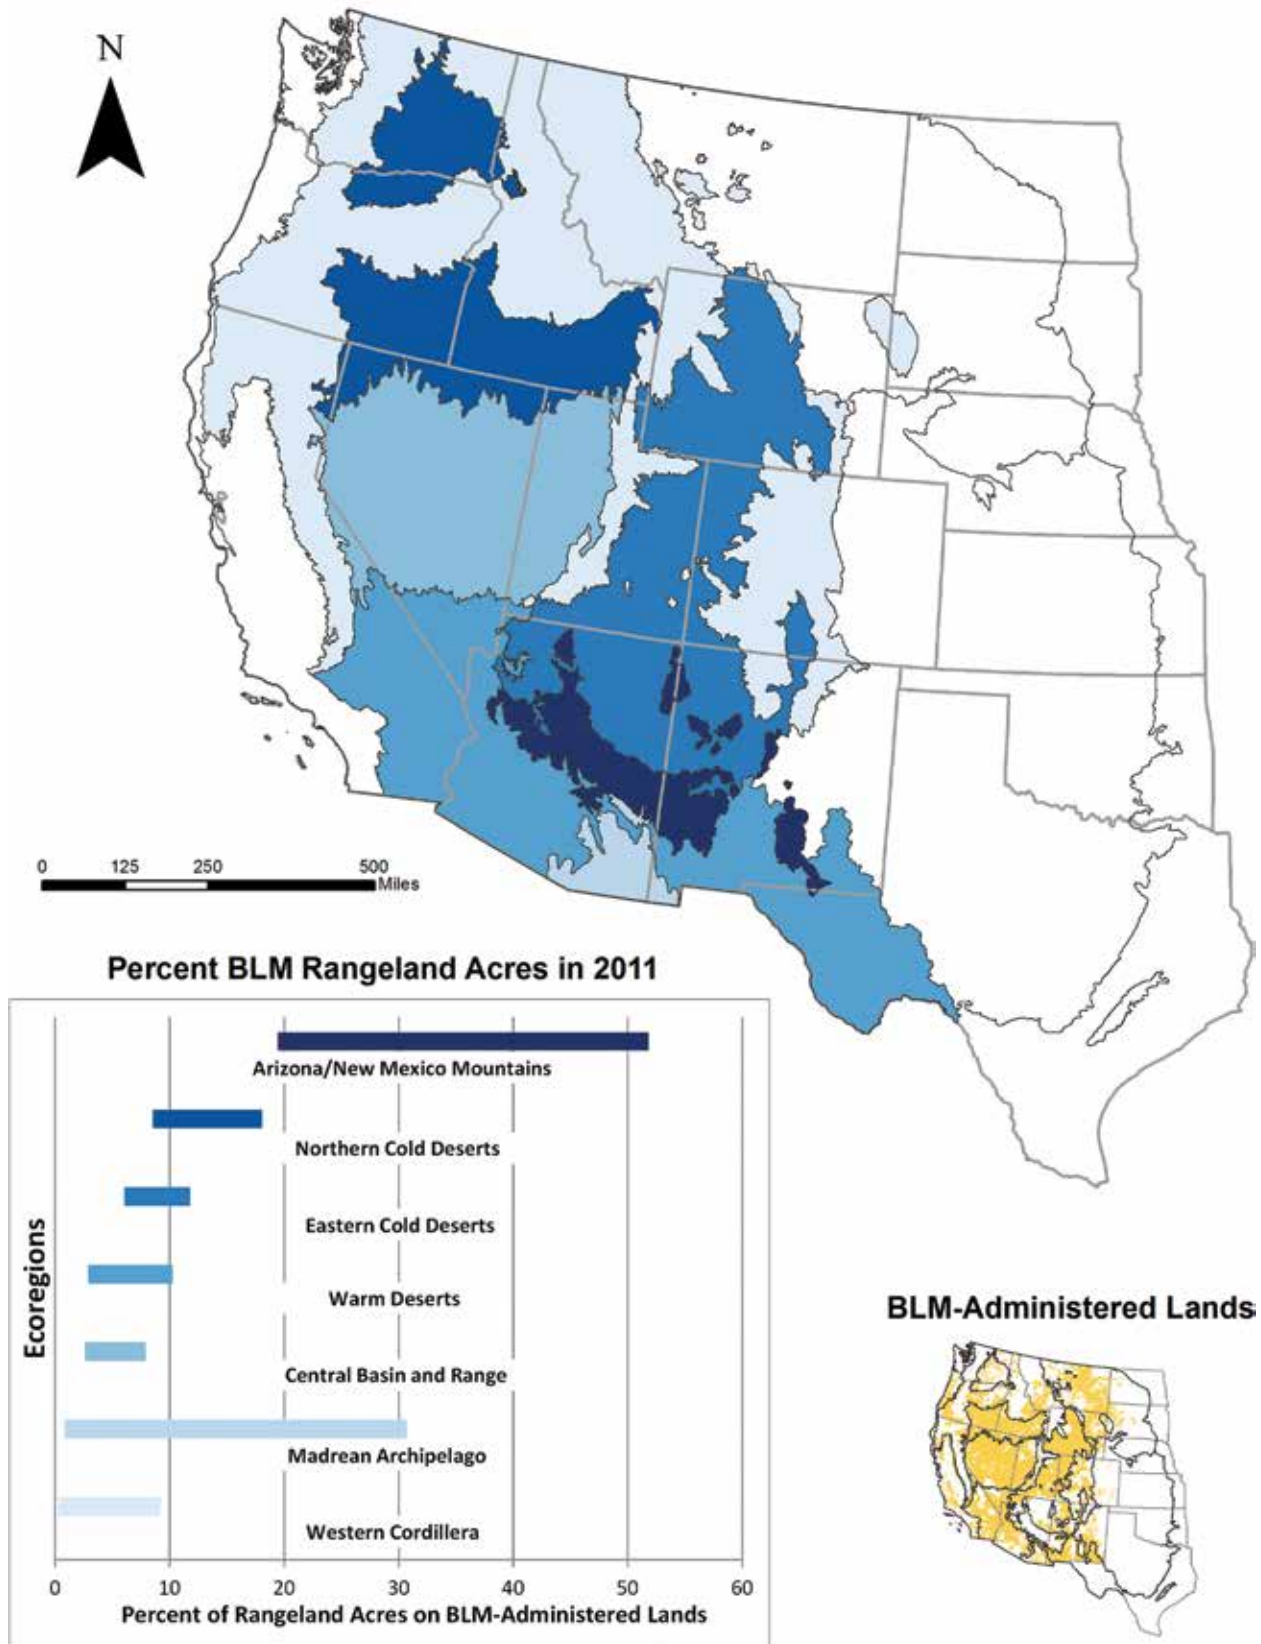 N
0 125 250 500
Miles
Percent BLM Rangeland Acres in 2011
Arizona/New Mexico Mountains
Northern Cold Deserts
Eastern Cold Deserts
Warm Deserts
Central Basin and Range
Madrean Archipelago
Western Cordillera
Ecoregions
0 10 20 30 40 50 60
Percent of Rangeland Acres on BLM-Administered Lands
BLM-Administered Lands